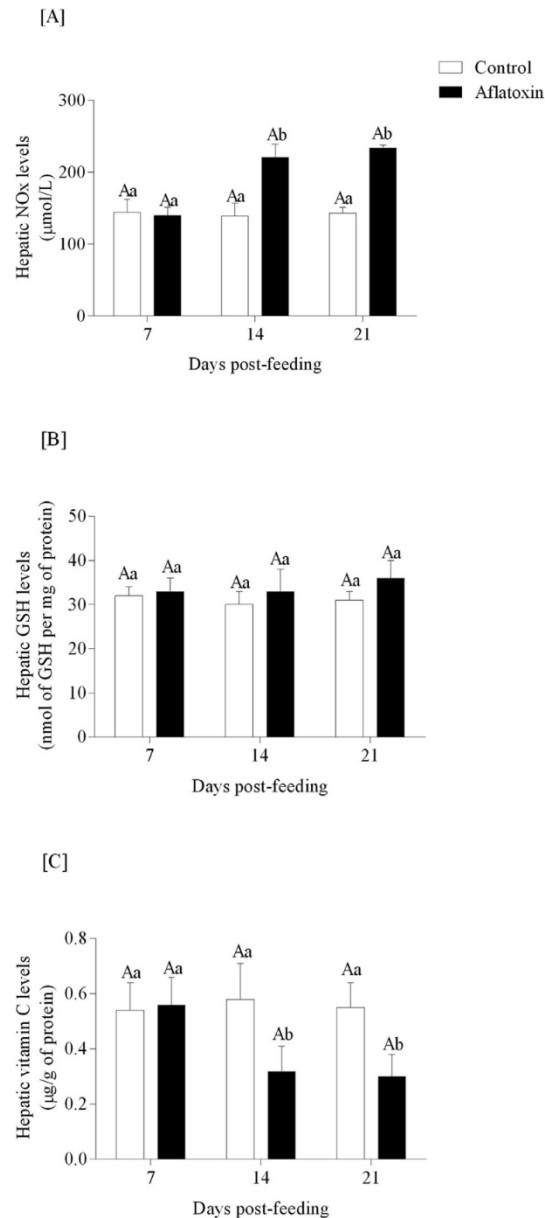 [A]
Control
Aflatoxin
Hepatic NOx levels
(μmol/L)
300
200
100
0
Aa
Aa
Aa
Ab
Aa
Ab
7
14
21
Days post-feeding
[B]
Hepatic GSH levels
(nmol of GSH per mg of protein)
50
40
30
20
10
0
Aa
Aa
Aa
Aa
Aa
Aa
7
14
21
Days post-feeding
[C]
Hepatic vitamin C levels
(μg/g of protein)
0.8
0.6
0.4
0.2
0.0
Aa
Aa
Aa
Ab
Aa
Ab
7
14
21
Days post-feeding